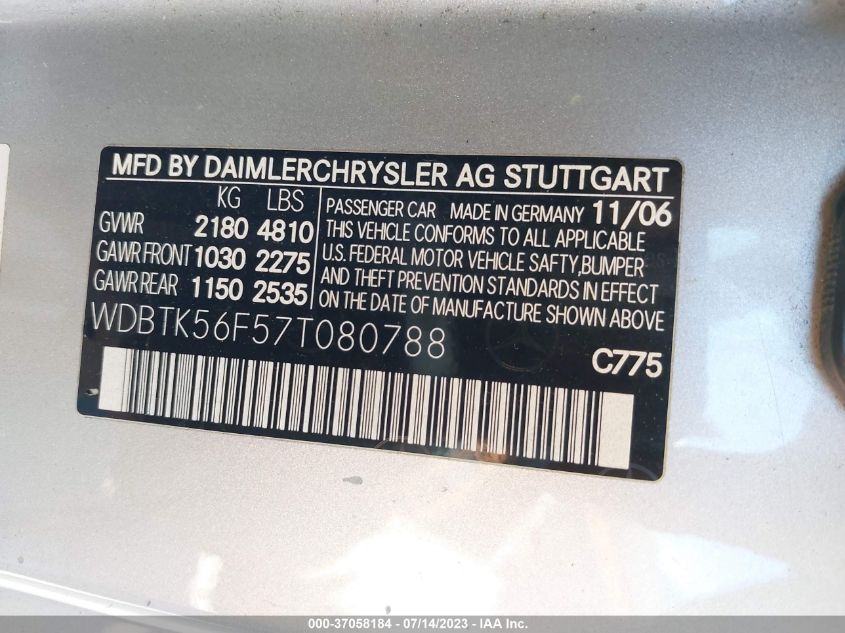 MFD BY DAIMLERCHRYSLER AG STUTTGART
KG LBS
GVWR 2180 4810
GAWR FRONT 1030 2275
GAWR REAR 1150 2535
PASSENGER CAR MADE IN GERMANY 11/06
THIS VEHICLE CONFORMS TO ALL APPLICABLE
U.S. FEDERAL MOTOR VEHICLE SAFTY,BUMPER
AND THEFT PREVENTION STANDARDS IN EFFECT
ON THE DATE OF MANUFACTURE SHOWN ABOVE
WDBTK56F57T080788
C775
000-37058184 - 07/14/2023 - 1777 - IAA Inc.